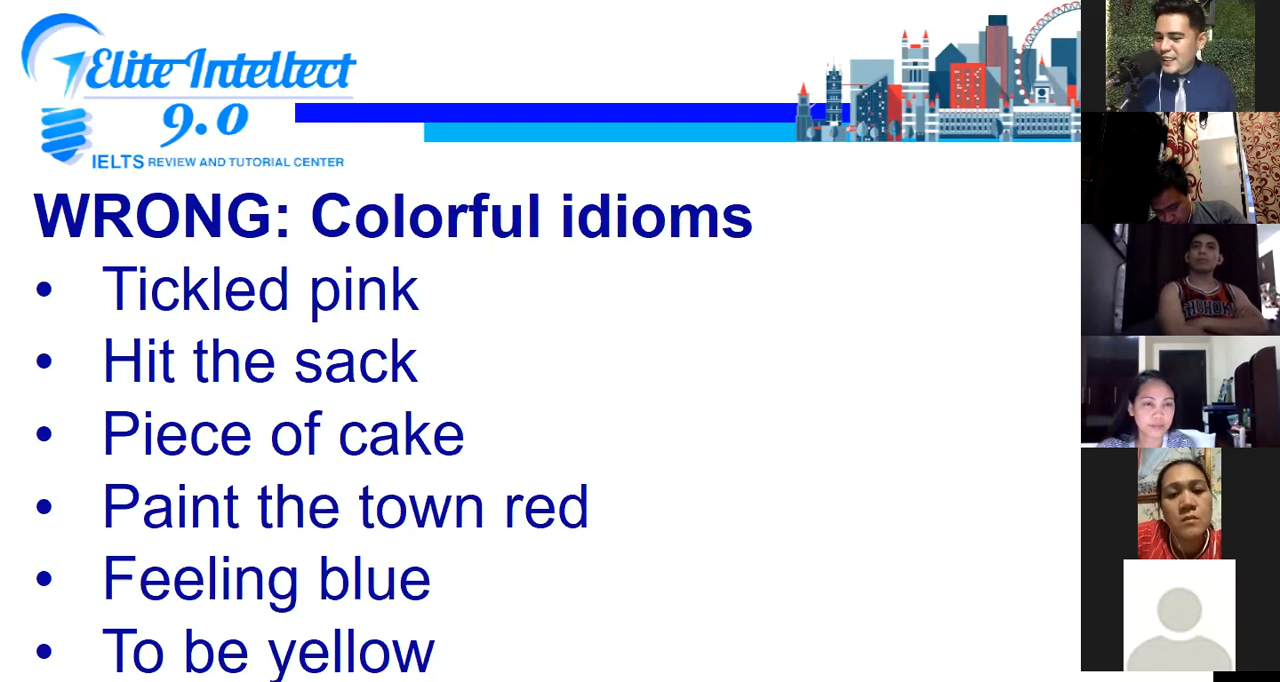 Elite Intellect
9.0
IELTS REVIEW AND TUTORIAL CENTER
WRONG: Colorful idioms
• Tickled pink
• Hit the sack
• Piece of cake
• Paint the town red
• Feeling blue
• To be yellow